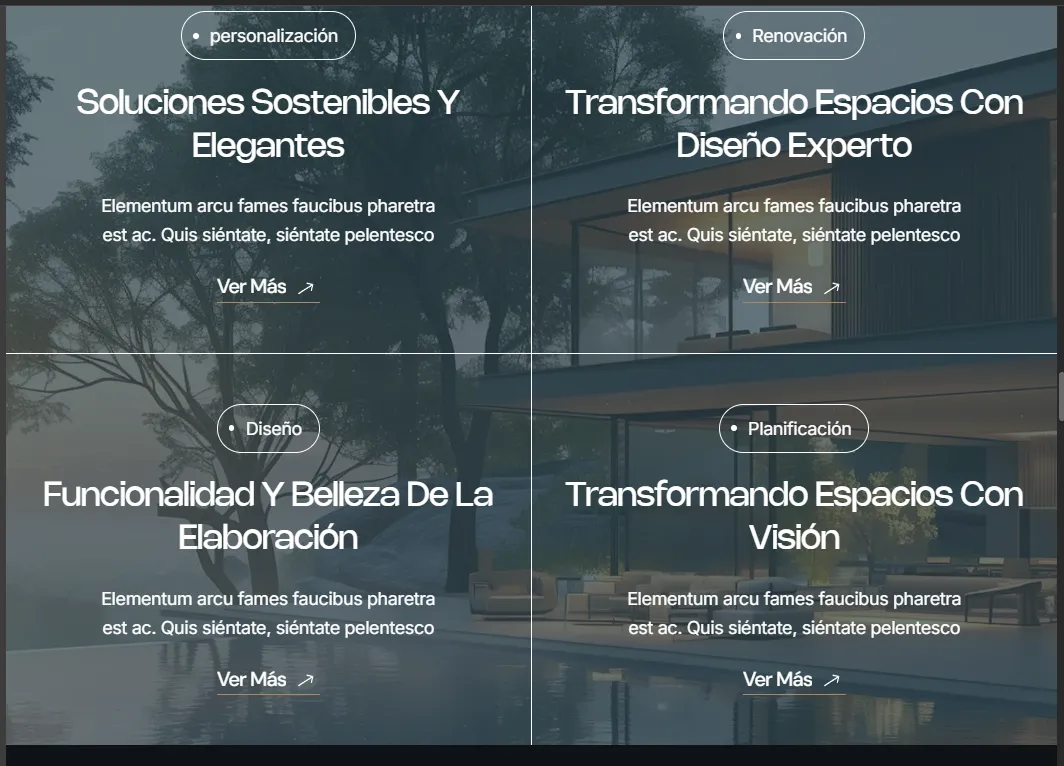 personalización
Soluciones Sostenibles Y
Elegantes
Elementum arcu fames faucibus pharetra
est ac. Quis siéntate, siéntate pelentesco
Ver Más
Renovación
Transformando Espacios Con
Diseño Experto
Elementum arcu fames faucibus pharetra
est ac. Quis siéntate, siéntate pelentesco
Ver Más
Diseño
Funcionalidad Y Belleza De La
Elaboración
Elementum arcu fames faucibus pharetra
est ac. Quis siéntate, siéntate pelentesco
Ver Más
Planificación
Transformando Espacios Con
Visión
Elementum arcu fames faucibus pharetra
est ac. Quis siéntate, siéntate pelentesco
Ver Más